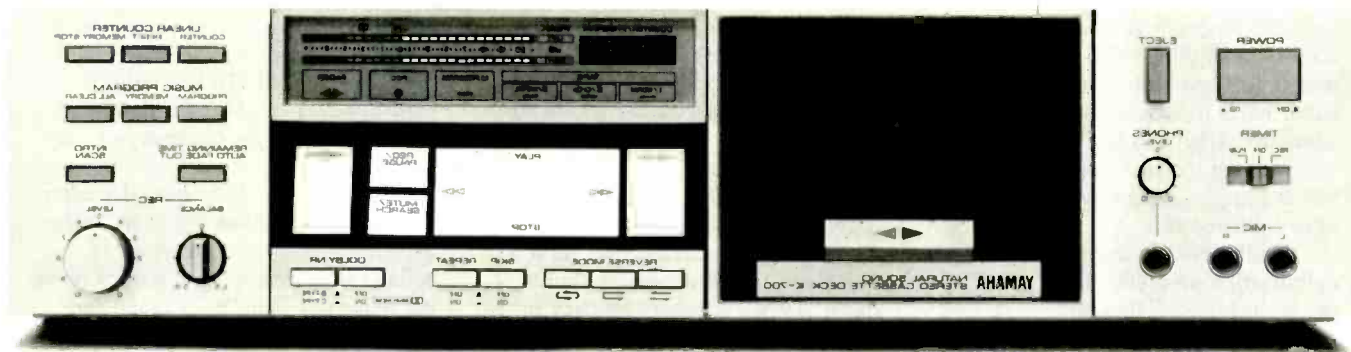 POWER
EJECT
ON OFF
TIMER
REC OFF PLAY
PHONES
LEVEL
MIC
L R
YAMAHA
NATURAL SOUND
STEREO CASSETTE DECK K-700
PLAY
STOP
REC/
PAUSE
MUTE/
SEARCH
REVERSE MODE
SKIP
REPEAT
DOLBY NR
LINEAR COUNTER
COUNTER RESET MEMORY STOP
MUSIC PROGRAM
PROGRAM MEMORY ALL CLEAR
REMAINING TIME
AUTO FADE OUT
INTRO
SCAN
REC
BALANCE
LEVEL